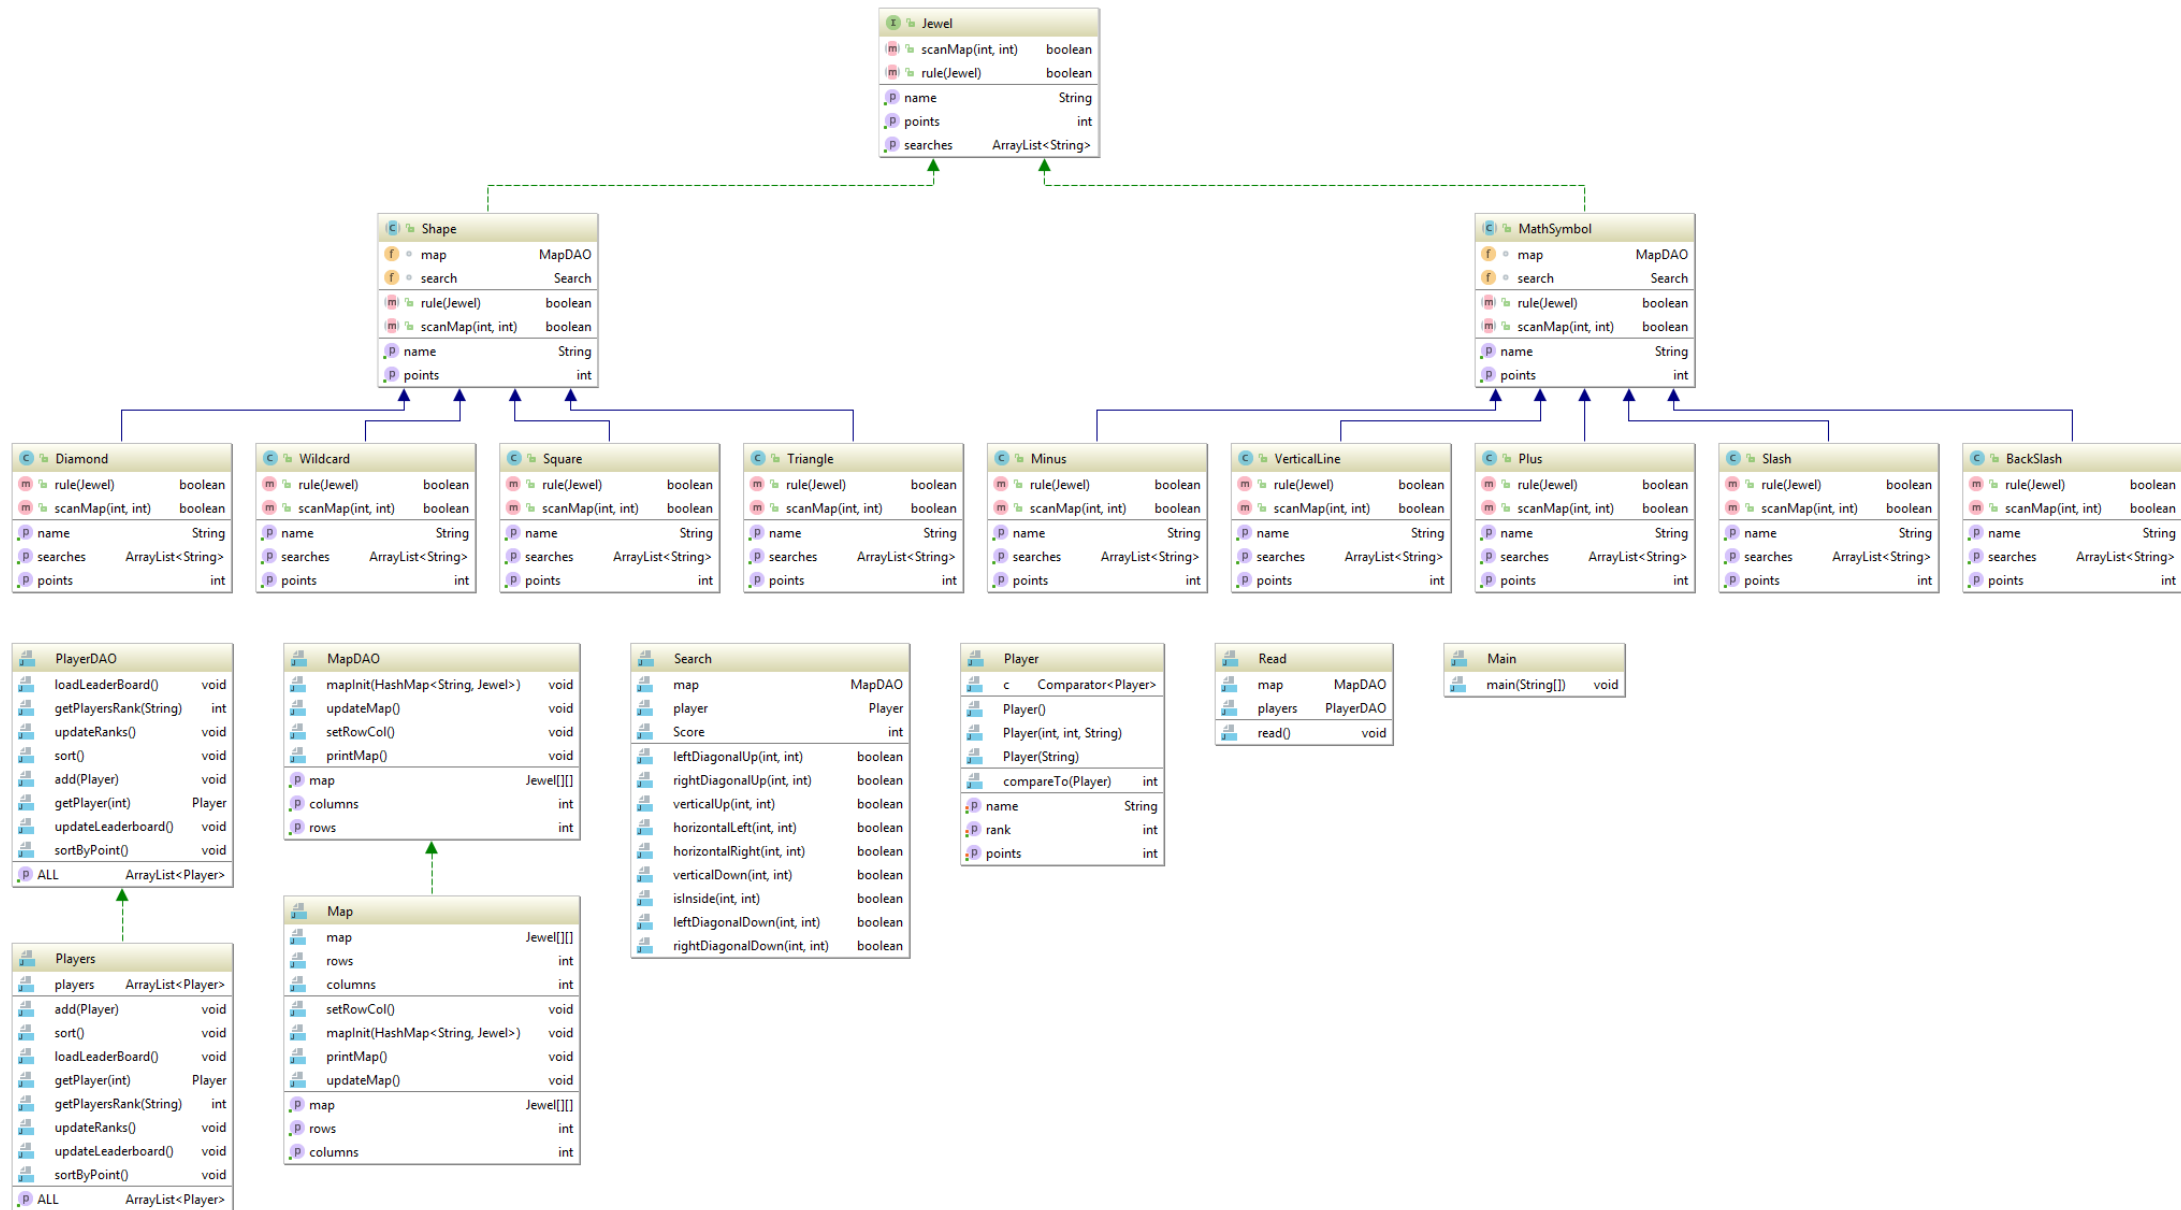 Jewel
scanMap(int, int) boolean
rule(Jewel) boolean
name String
points int
searches ArrayList<String>
Shape
map MapDAO
search Search
rule(Jewel) boolean
scanMap(int, int) boolean
name String
points int
MathSymbol
map MapDAO
search Search
rule(Jewel) boolean
scanMap(int, int) boolean
name String
points int
Diamond
rule(Jewel) boolean
scanMap(int, int) boolean
name String
searches ArrayList<String>
points int
Wildcard
rule(Jewel) boolean
scanMap(int, int) boolean
name String
searches ArrayList<String>
points int
Square
rule(Jewel) boolean
scanMap(int, int) boolean
name String
searches ArrayList<String>
points int
Triangle
rule(Jewel) boolean
scanMap(int, int) boolean
name String
searches ArrayList<String>
points int
Minus
rule(Jewel) boolean
scanMap(int, int) boolean
name String
searches ArrayList<String>
points int
VerticalLine
rule(Jewel) boolean
scanMap(int, int) boolean
name String
searches ArrayList<String>
points int
Plus
rule(Jewel) boolean
scanMap(int, int) boolean
name String
searches ArrayList<String>
points int
Slash
rule(Jewel) boolean
scanMap(int, int) boolean
name String
searches ArrayList<String>
points int
BackSlash
rule(Jewel) boolean
scanMap(int, int) boolean
name String
searches ArrayList<String>
points int
PlayerDAO
loadLeaderBoard() void
getPlayersRank(String) int
updateRanks() void
sort() void
add(Player) void
getPlayer(int) Player
updateLeaderboard() void
sortByPoint() void
ALL ArrayList<Player>
MapDAO
mapInit(HashMap<String, Jewel>) void
updateMap() void
setRowCol() void
printMap() void
map Jewel[][]
columns int
rows int
Search
map MapDAO
player Player
Score int
leftDiagonalUp(int, int) boolean
rightDiagonalUp(int, int) boolean
verticalUp(int, int) boolean
horizontalLeft(int, int) boolean
horizontalRight(int, int) boolean
verticalDown(int, int) boolean
isInside(int, int) boolean
leftDiagonalDown(int, int) boolean
rightDiagonalDown(int, int) boolean
Player
c Comparator<Player>
Player()
Player(int, int, String)
Player(String)
compareTo(Player) int
name String
rank int
points int
Read
map MapDAO
players PlayerDAO
read() void
Main
main(String[]) void
Players
players ArrayList<Player>
add(Player) void
sort() void
loadLeaderBoard() void
getPlayer(int) Player
getPlayersRank(String) int
updateRanks() void
updateLeaderboard() void
sortByPoint() void
ALL ArrayList<Player>
Map
map Jewel[][]
rows int
columns int
setRowCol() void
mapInit(HashMap<String, Jewel>) void
printMap() void
updateMap() void
map Jewel[][]
rows int
columns int